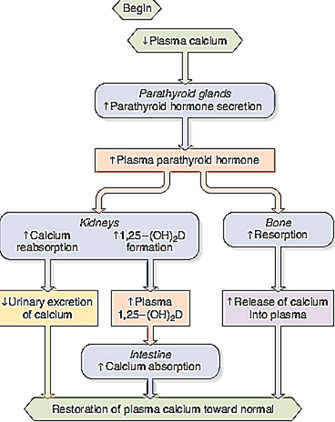 Begin
↓Plasma calcium
Parathyroid glands
↑Parathyroid hormone secretion
↑Plasma parathyroid hormone
Kidneys
↑Calcium
reabsorption
↑1,25–(OH)₂D
formation
Bone
↑Resorption
↓Urinary excretion
of calcium
↑Plasma
1,25–(OH)₂D
↑Release of calcium
into plasma
Intestine
↑Calcium absorption
Restoration of plasma calcium toward normal